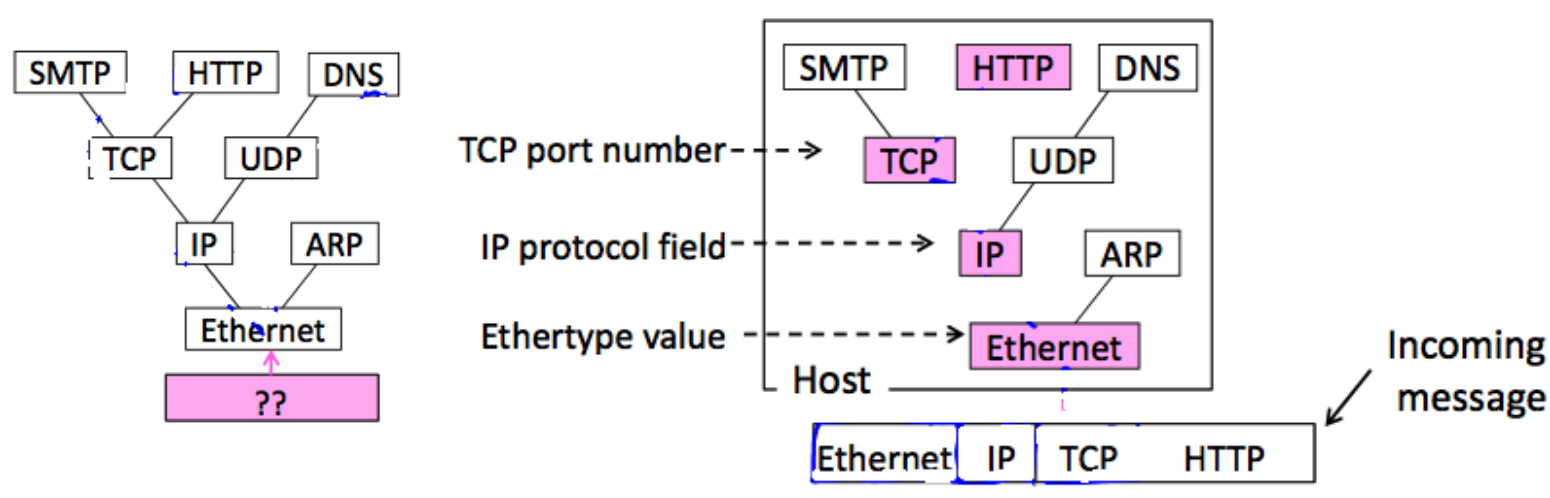 SMTP
HTTP
DNS
TCP
UDP
IP
ARP
Ethernet
??
TCP port number
IP protocol field
Ethertype value
SMTP
HTTP
DNS
TCP
UDP
IP
ARP
Ethernet
Host
Incoming
message
Ethernet IP TCP HTTP